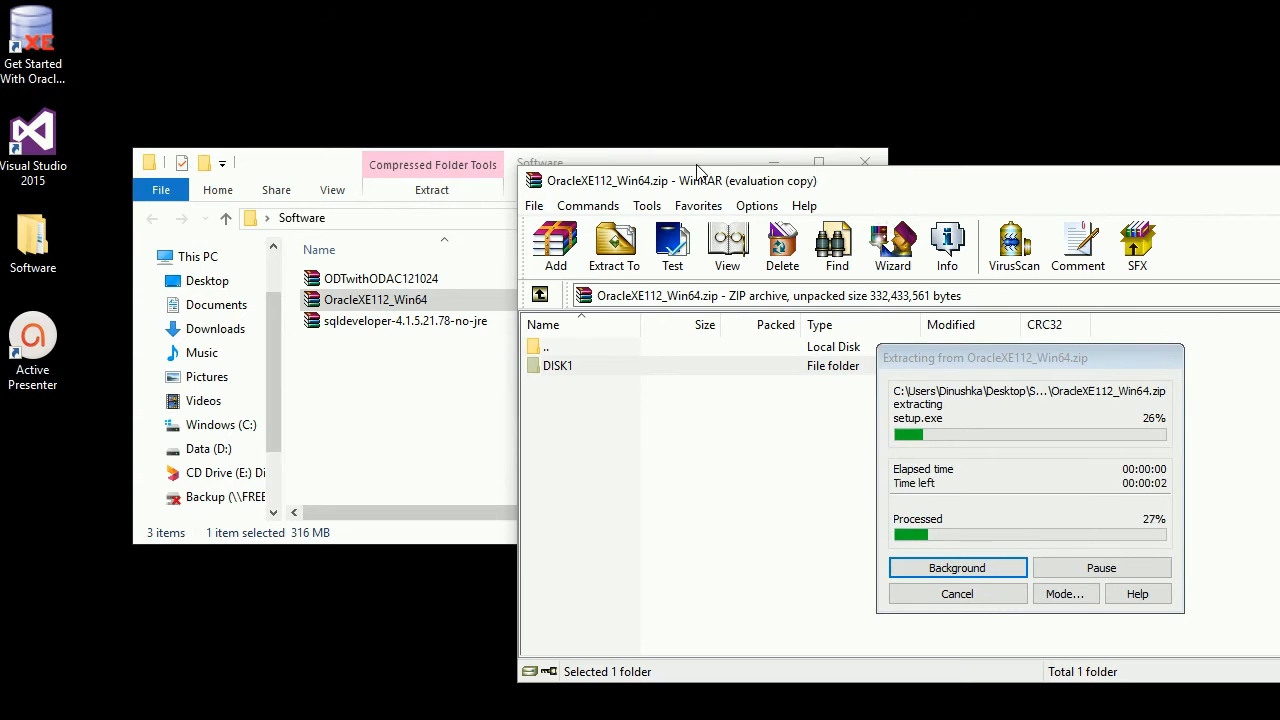 XE
Get Started
With Oracl...
Visual Studio
2015
Software
Active
Presenter
Compressed Folder Tools
Software
File
Home
Share
View
Extract
Software
This PC
Desktop
Documents
Downloads
Music
Pictures
Videos
Windows (C:)
Data (D:)
CD Drive (E:) Di
Backup (\\FREE
Name
ODTwithODAC121024
OracleXE112_Win64
sqldeveloper-4.1.5.21.78-no-jre
3 items
1 item selected 316 MB
OracleXE112_Win64.zip - WinRAR (evaluation copy)
File
Commands
Tools
Favorites
Options
Help
Add
Extract To
Test
View
Delete
Find
Wizard
Info
VirusScan
Comment
SFX
OracleXE112_Win64.zip - ZIP archive, unpacked size 332,433,561 bytes
Name
Size
Packed
Type
Modified
CRC32
..
Local Disk
DISK1
File folder
Extracting from OracleXE112_Win64.zip
C:\Users\Dinushka\Desktop\S...\OracleXE112_Win64.zip
extracting
setup.exe
26%
Elapsed time
00:00:00
Time left
00:00:02
Processed
27%
Background
Pause
Cancel
Mode...
Help
Selected 1 folder
Total 1 folder